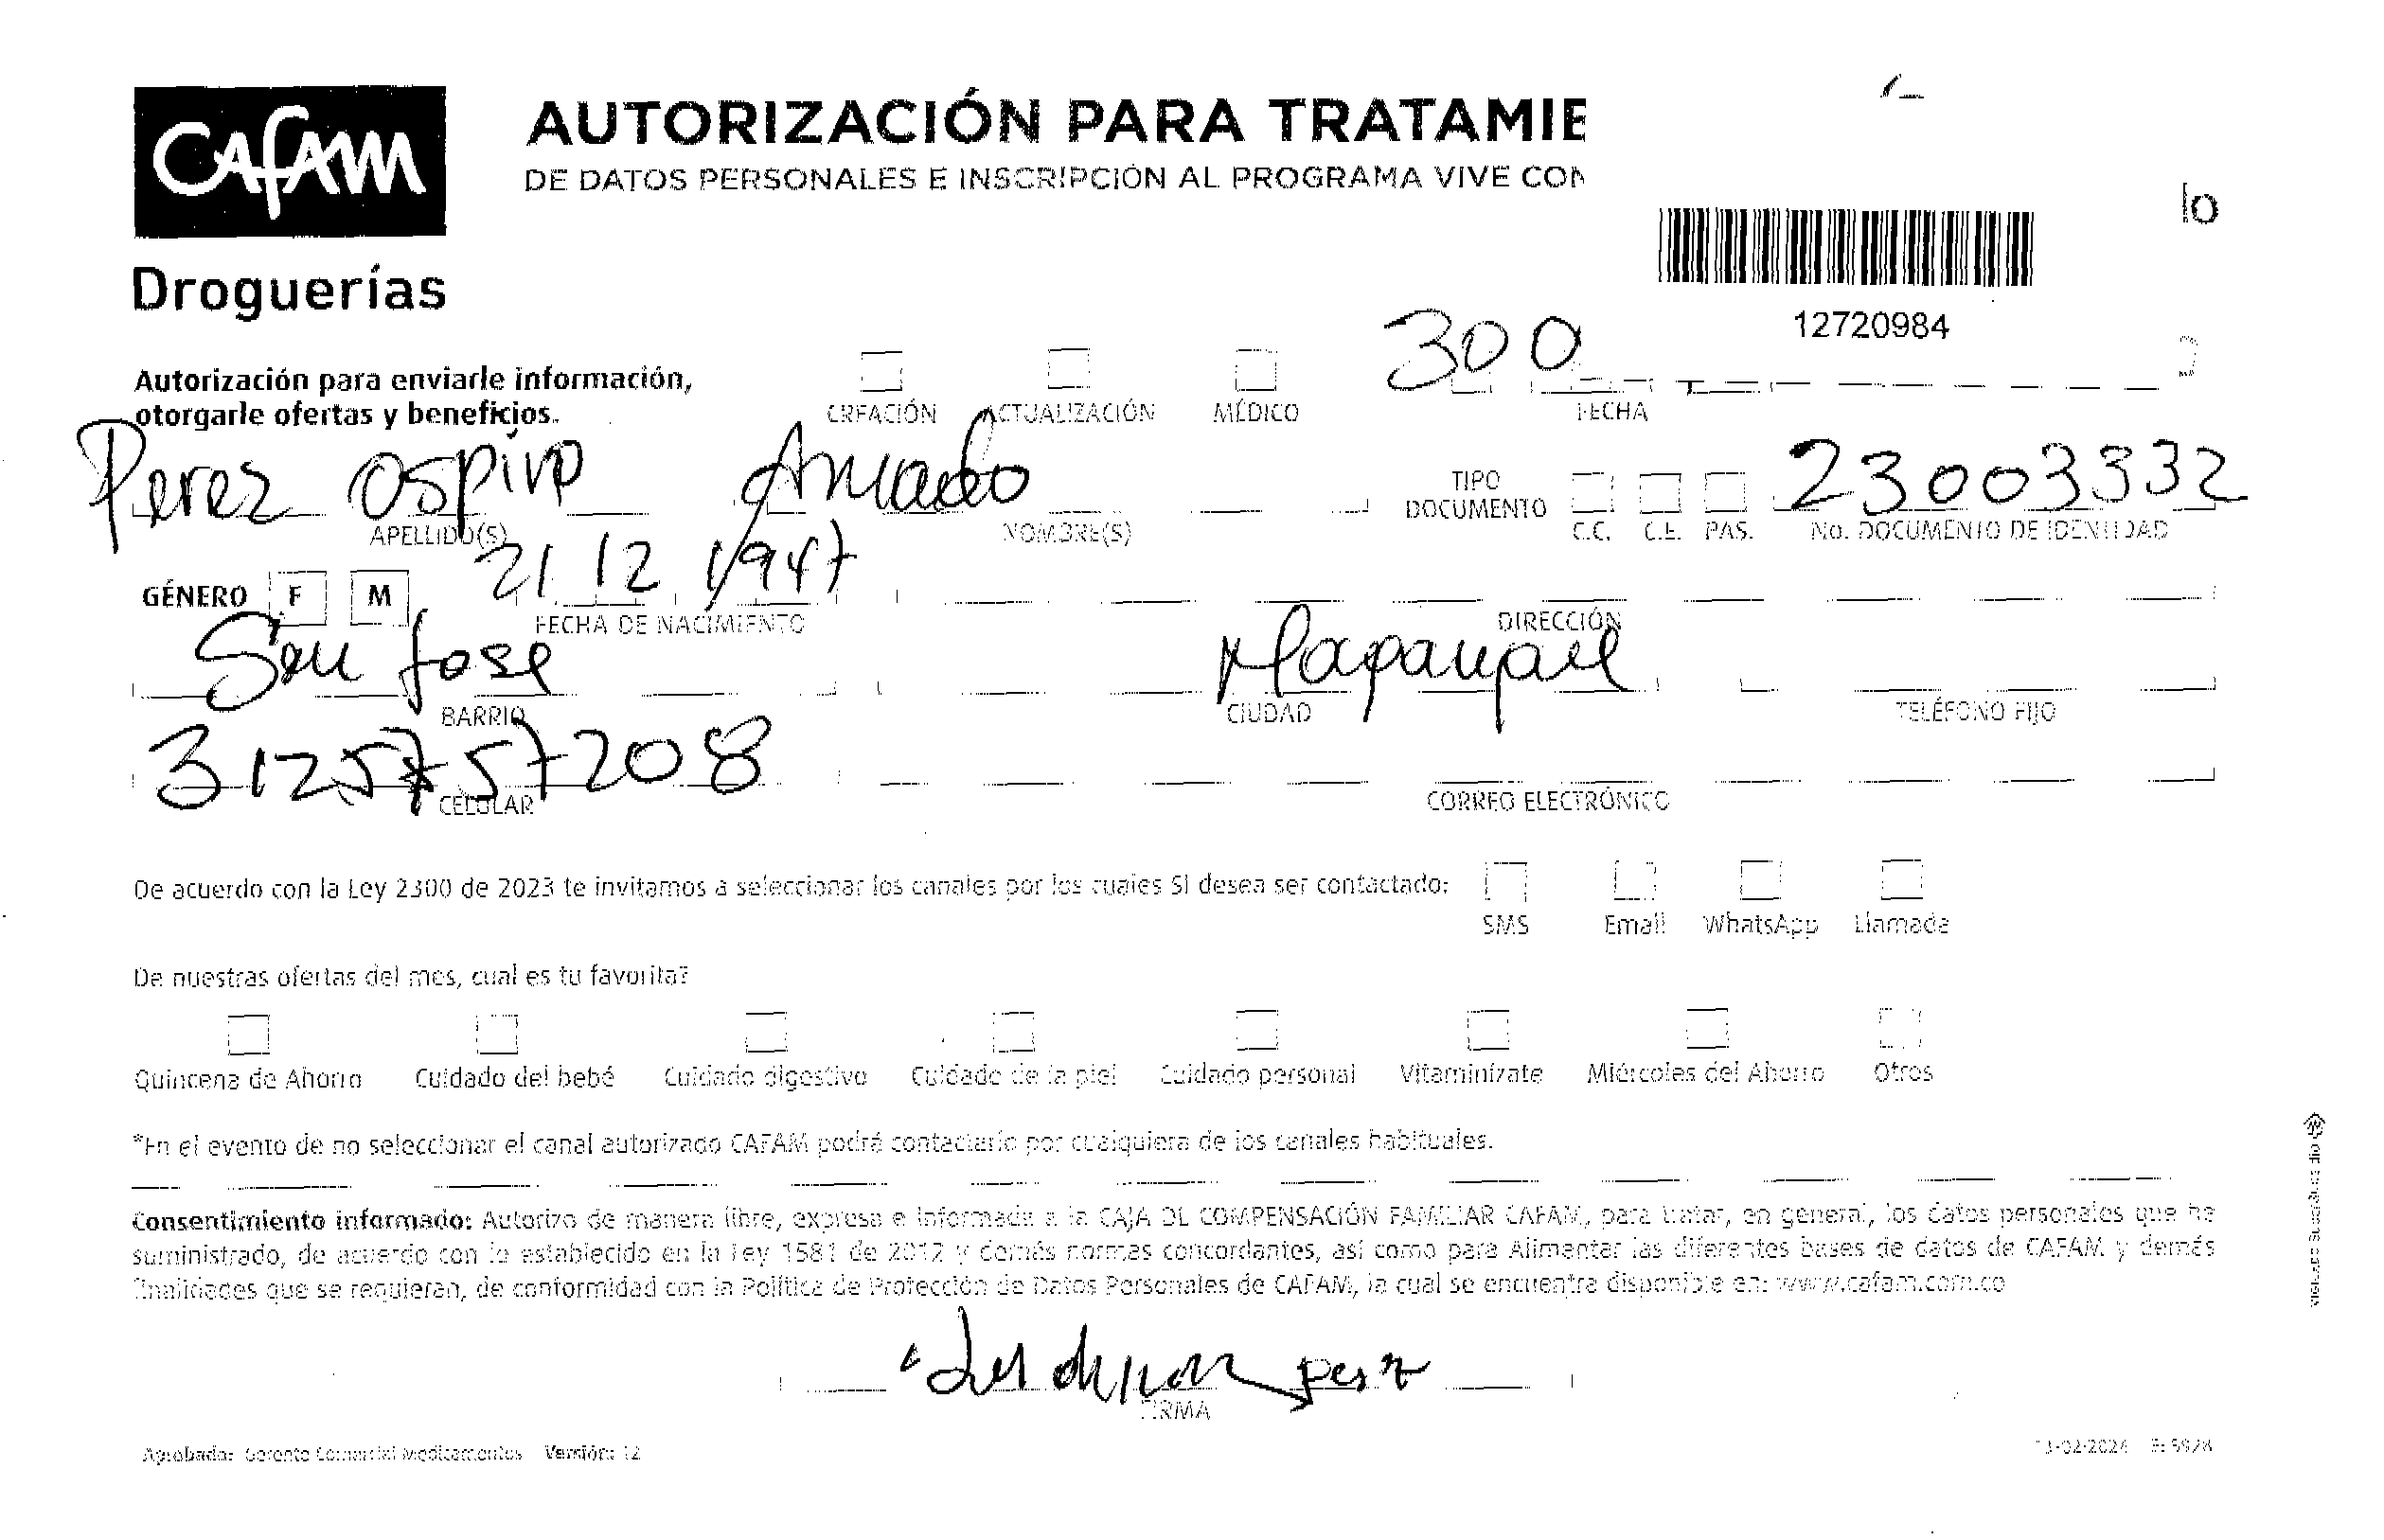 CAFAM
Droguerías
AUTORIZACIÓN PARA TRATAMIE
DE DATOS PERSONALES E INSCRIPCIÓN AL PROGRAMA VIVE CON
10
12720984
Autorización para enviarle información,
otorgarle ofertas y beneficios.
CREACIÓN ACTUALIZACIÓN MÉDICO
300
FECHA
Perez Ospino
APELLIDO(S)
NOMBRE(S)
TIPO
DOCUMENTO
C.C. C.E. PAS.
23003332
No. DOCUMENTO DE IDENTIDAD
GÉNERO F M
21 12 1947
FECHA DE NACIMIENTO
DIRECCIÓN
San Jose
BARRIO
CIUDAD
TELÉFONO FIJO
3125757208
CELULAR
CORREO ELECTRÓNICO
De acuerdo con la Ley 2300 de 2023 te invitamos a seleccionar los canales por los cuales SI desea ser contactado:
SMS Email WhatsApp Llamada
De nuestras ofertas del mes, cual es tu favorita?
Quincena de Ahorro Cuidado del bebé Cuidado digestivo Cuidado de la piel Cuidado personal Vitaminízate Miércoles del Ahorro Otros
*En el evento de no seleccionar el canal autorizado CAFAM podrá contactarlo por cualquiera de los canales habituales.
Consentimiento informado: Autorizo de manera libre, expresa e informada a la CAJA DE COMPENSACIÓN FAMILIAR CAFAM, para tratar, en general, los datos personales que he
suministrado, de acuerdo con lo establecido en la Ley 1581 de 2012 y demás normas concordantes, así como para Alimentar las diferentes bases de datos de CAFAM y demás
finalidades que se requieran, de conformidad con la Política de Protección de Datos Personales de CAFAM, la cual se encuentra disponible en: www.cafam.com.co
FIRMA
Aprobado: Gerente Comercial Medicamentos Versión: 12
13-02-2024